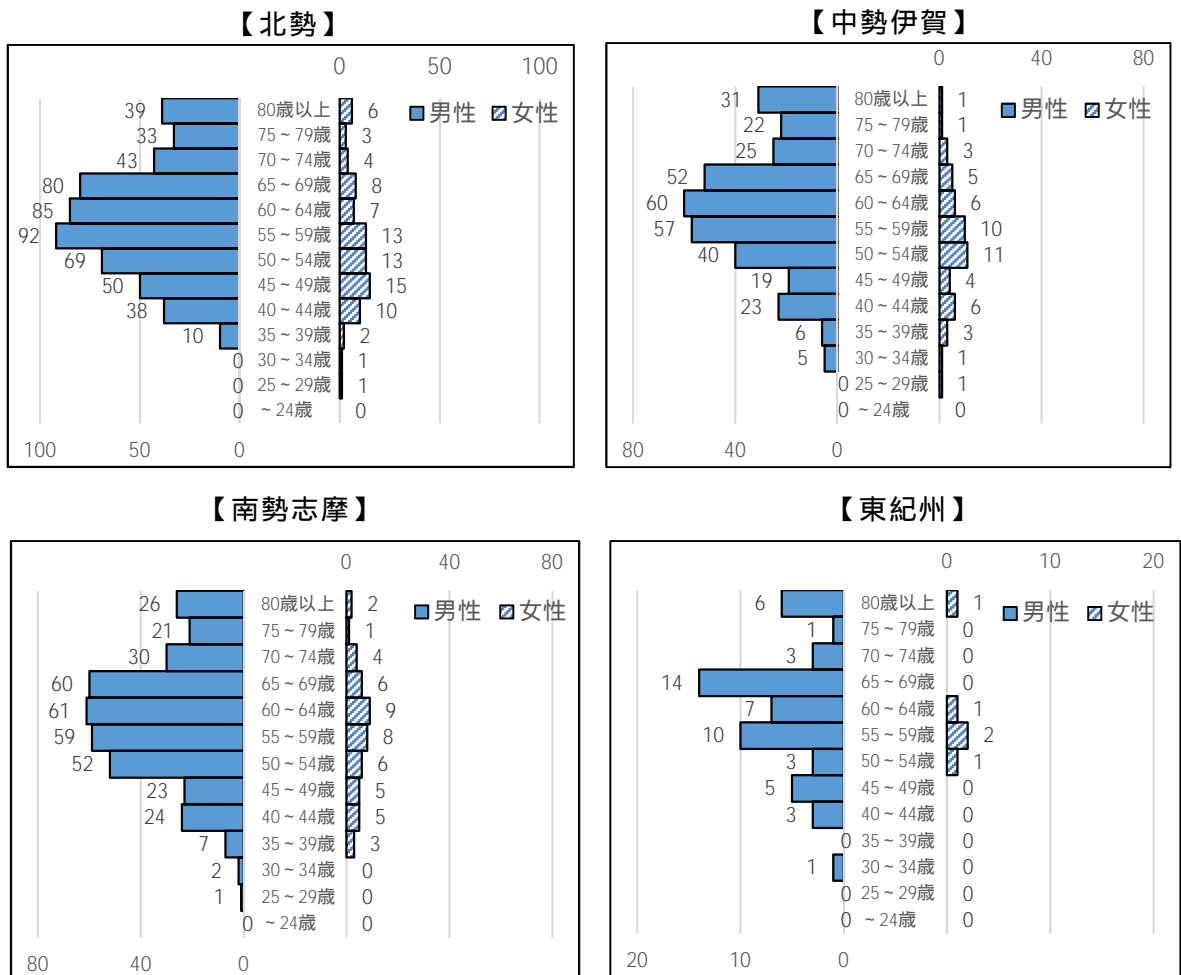 【北勢】
0 50 100
39 80歳以上 6 男性 女性
33 75～79歳 3
43 70～74歳 4
80 65～69歳 8
85 60～64歳 7
92 55～59歳 13
69 50～54歳 13
50 45～49歳 15
38 40～44歳 10
10 35～39歳 2
0 30～34歳 1
0 25～29歳 1
0 ～24歳 0
100 50 0
【中勢伊賀】
0 40 80
31 80歳以上 1 男性 女性
22 75～79歳 1
25 70～74歳 3
52 65～69歳 5
60 60～64歳 6
57 55～59歳 10
40 50～54歳 11
19 45～49歳 4
23 40～44歳 6
6 35～39歳 3
5 30～34歳 1
0 25～29歳 1
0 ～24歳 0
80 40 0
【南勢志摩】
0 40 80
26 80歳以上 2 男性 女性
21 75～79歳 1
30 70～74歳 4
60 65～69歳 6
61 60～64歳 9
59 55～59歳 8
52 50～54歳 6
23 45～49歳 5
24 40～44歳 5
7 35～39歳 3
2 30～34歳 0
1 25～29歳 0
0 ～24歳 0
80 40 0
【東紀州】
0 10 20
6 80歳以上 1 男性 女性
1 75～79歳 0
3 70～74歳 0
14 65～69歳 0
7 60～64歳 1
10 55～59歳 2
3 50～54歳 1
5 45～49歳 0
3 40～44歳 0
0 35～39歳 0
1 30～34歳 0
0 25～29歳 0
0 ～24歳 0
20 10 0